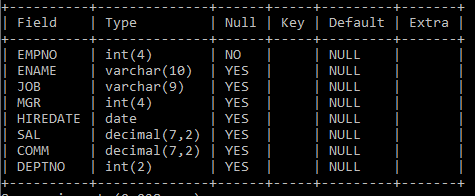 | Field | Type | Null | Key | Default | Extra |
| EMPNO | int(4) | NO | | NULL | |
| ENAME | varchar(10) | YES | | NULL | |
| JOB | varchar(9) | YES | | NULL | |
| MGR | int(4) | YES | | NULL | |
| HIREDATE | date | YES | | NULL | |
| SAL | decimal(7,2) | YES | | NULL | |
| COMM | decimal(7,2) | YES | | NULL | |
| DEPTNO | int(2) | YES | | NULL | |